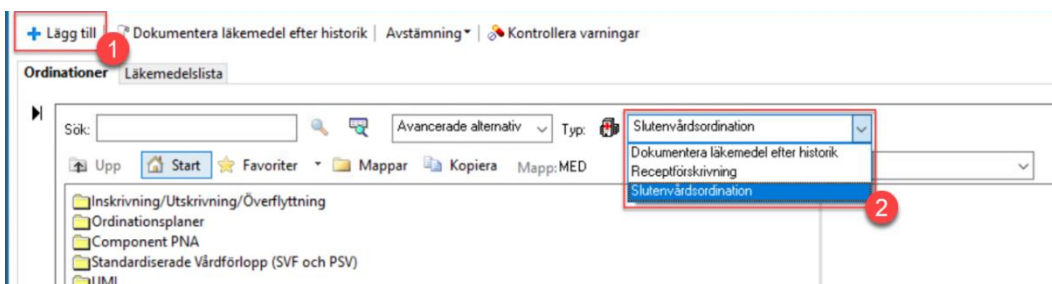 + Lägg till Dokumentera läkemedel efter historik Avstämning Kontrollera varningar
1
Ordinationer Läkemedelslista
Sök: Avancerade alternativ Typ: Slutenvårdsordination
Dokumentera läkemedel efter historik
Receptförskrivning
Slutenvårdsordination
2
Upp Start Favoriter Mappar Kopiera Mapp: MED
Inskrivning/Utskrivning/Överflyttning
Ordinationsplaner
Component PNA
Standardiserade Vårdförlopp (SVF och PSV)